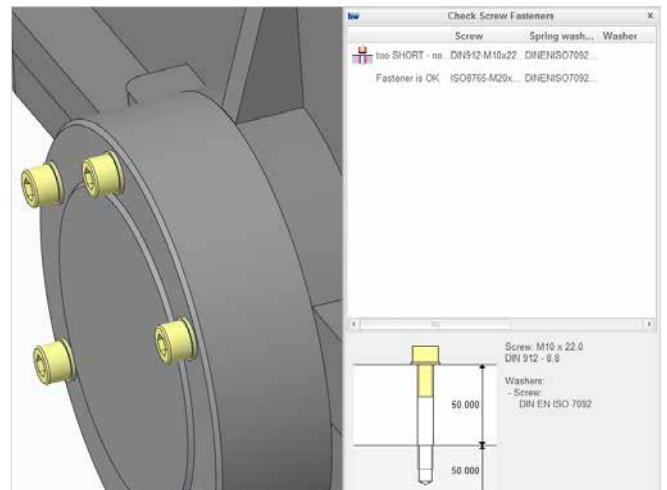 Check Screw Fasteners x
Screw Spring wash... Washer
too SHORT - no.. DIN912-M10x22.. DINENISO7092...
Fastener is OK ISO8765-M20x... DINENISO7092...
Screw: M10 x 22.0
DIN 912 - 8.8
Washers:
- Screw:
DIN EN ISO 7092
50.000
50.000